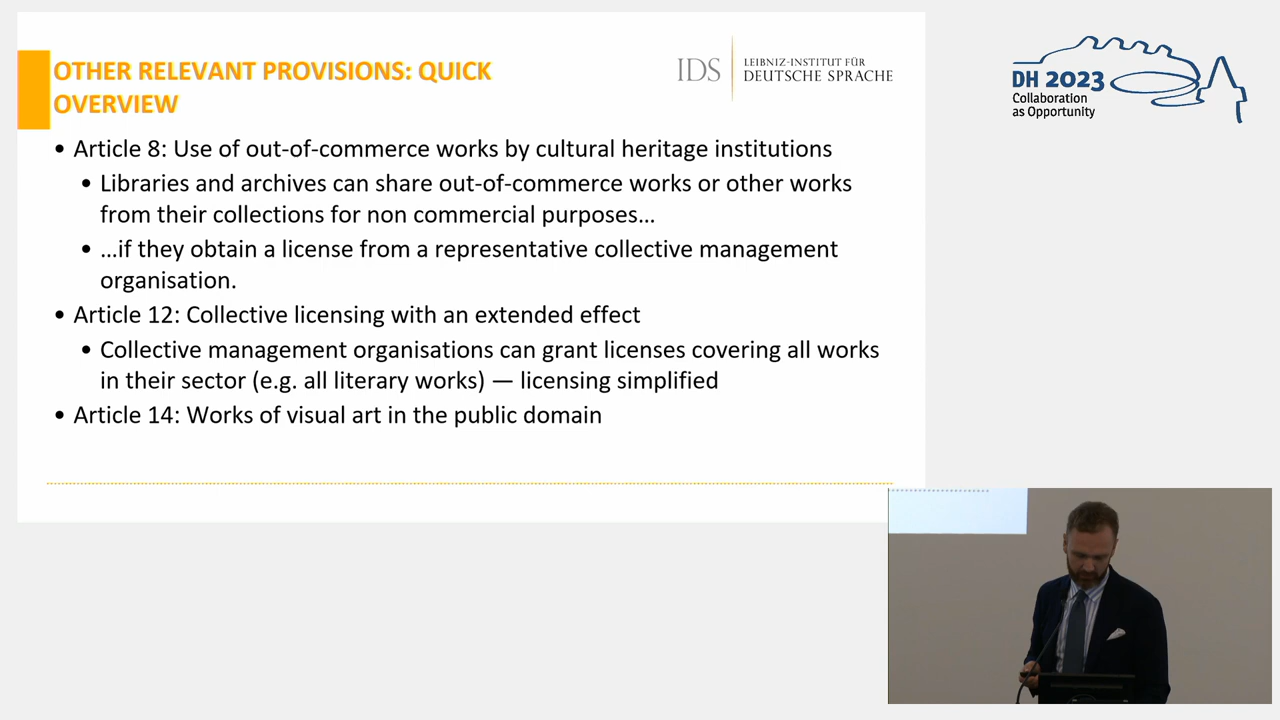 OTHER RELEVANT PROVISIONS: QUICK
OVERVIEW
IDS
LEIBNIZ-INSTITUT FÜR
DEUTSCHE SPRACHE
DH 2023
Collaboration
as Opportunity
• Article 8: Use of out-of-commerce works by cultural heritage institutions
• Libraries and archives can share out-of-commerce works or other works
from their collections for non commercial purposes…
• …if they obtain a license from a representative collective management
organisation.
• Article 12: Collective licensing with an extended effect
• Collective management organisations can grant licenses covering all works
in their sector (e.g. all literary works) — licensing simplified
• Article 14: Works of visual art in the public domain